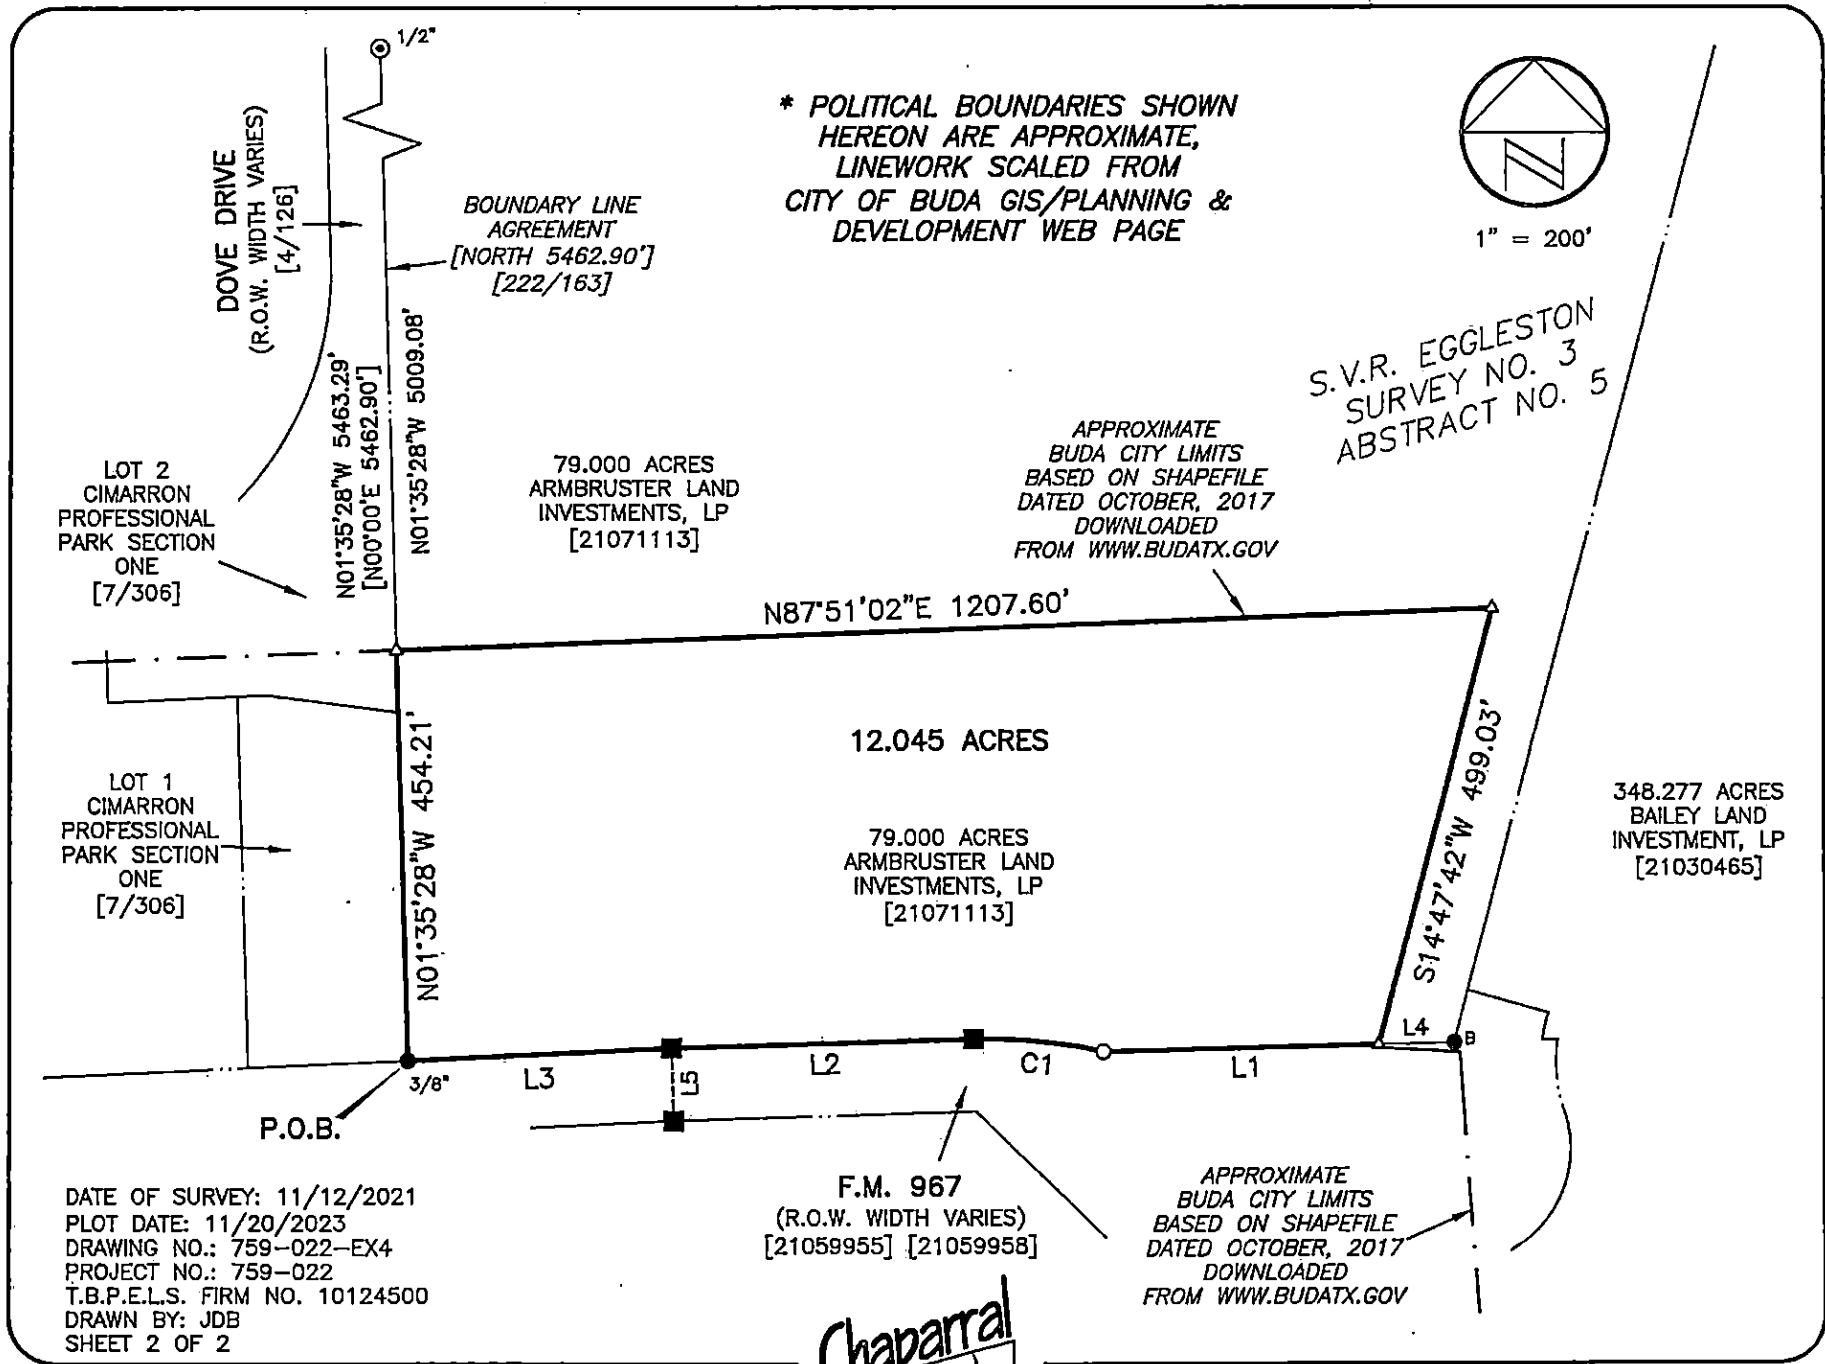 1/2"
* POLITICAL BOUNDARIES SHOWN
HEREON ARE APPROXIMATE,
LINEWORK SCALED FROM
CITY OF BUDA GIS/PLANNING &
DEVELOPMENT WEB PAGE
N
1" = 200'
DOVE DRIVE
(R.O.W. WIDTH VARIES)
[4/126]
BOUNDARY LINE
AGREEMENT
[NORTH 5462.90']
[222/163]
S.V.R. EGGLESTON
SURVEY NO. 3
ABSTRACT NO. 5
N01°35'28"W 5463.29'
[N00°00'E 5462.90']
N01°35'28"W 5009.08'
LOT 2
CIMARRON
PROFESSIONAL
PARK SECTION
ONE
[7/306]
79.000 ACRES
ARMBRUSTER LAND
INVESTMENTS, LP
[21071113]
APPROXIMATE
BUDA CITY LIMITS
BASED ON SHAPEFILE
DATED OCTOBER, 2017
DOWNLOADED
FROM WWW.BUDATX.GOV
N87°51'02"E 1207.60'
12.045 ACRES
N01°35'28"W 454.21'
S14°47'42"W 499.03'
LOT 1
CIMARRON
PROFESSIONAL
PARK SECTION
ONE
[7/306]
79.000 ACRES
ARMBRUSTER LAND
INVESTMENTS, LP
[21071113]
348.277 ACRES
BAILEY LAND
INVESTMENT, LP
[21030465]
L4
B
3/8"
L3
L5
L2
C1
L1
P.O.B.
F.M. 967
(R.O.W. WIDTH VARIES)
[21059955] [21059958]
APPROXIMATE
BUDA CITY LIMITS
BASED ON SHAPEFILE
DATED OCTOBER, 2017
DOWNLOADED
FROM WWW.BUDATX.GOV
DATE OF SURVEY: 11/12/2021
PLOT DATE: 11/20/2023
DRAWING NO.: 759-022-EX4
PROJECT NO.: 759-022
T.B.P.E.L.S. FIRM NO. 10124500
DRAWN BY: JDB
SHEET 2 OF 2
Chaparral